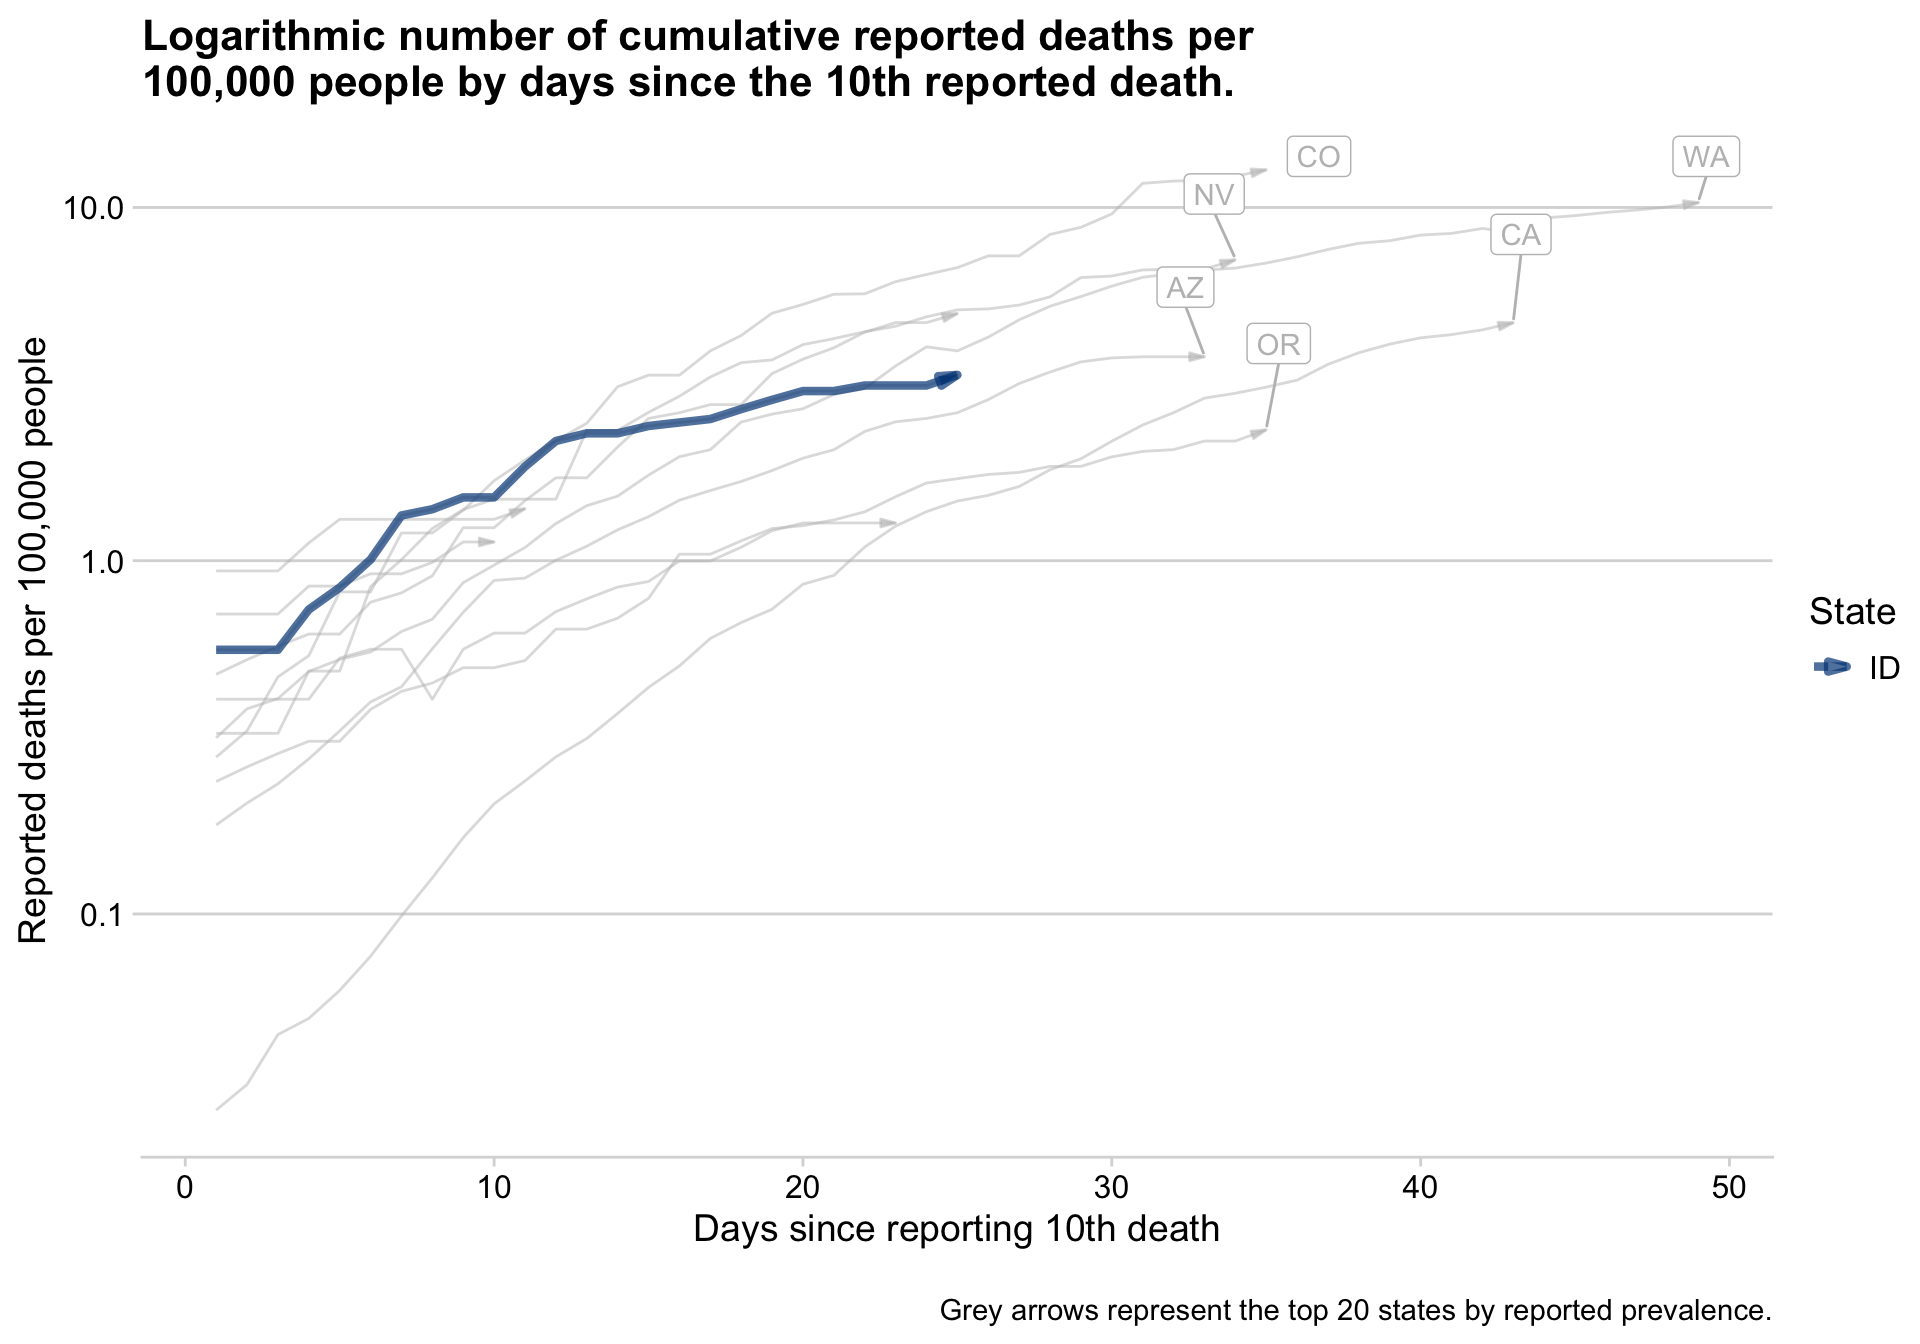 Logarithmic number of cumulative reported deaths per
100,000 people by days since the 10th reported death.
CO
WA
NV
10.0
CA
AZ
OR
Reported deaths per 100,000 people
1.0
State
ID
0.1
0 10 20 30 40 50
Days since reporting 10th death
Grey arrows represent the top 20 states by reported prevalence.